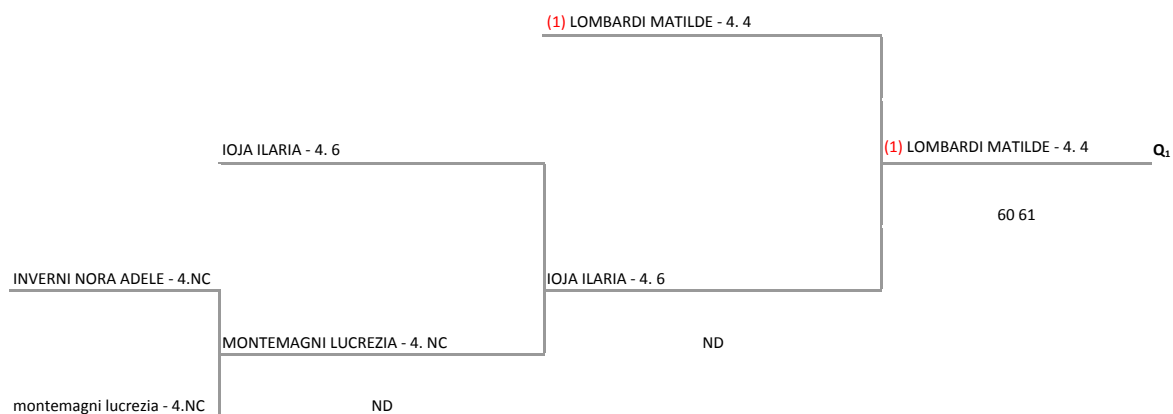 (1) LOMBARDI MATILDE - 4. 4
IOJA ILARIA - 4. 6
(1) LOMBARDI MATILDE - 4. 4
Q₁
60 61
INVERNI NORA ADELE - 4.NC
IOJA ILARIA - 4. 6
MONTEMAGNI LUCREZIA - 4. NC
ND
montemagni lucrezia - 4.NC
ND